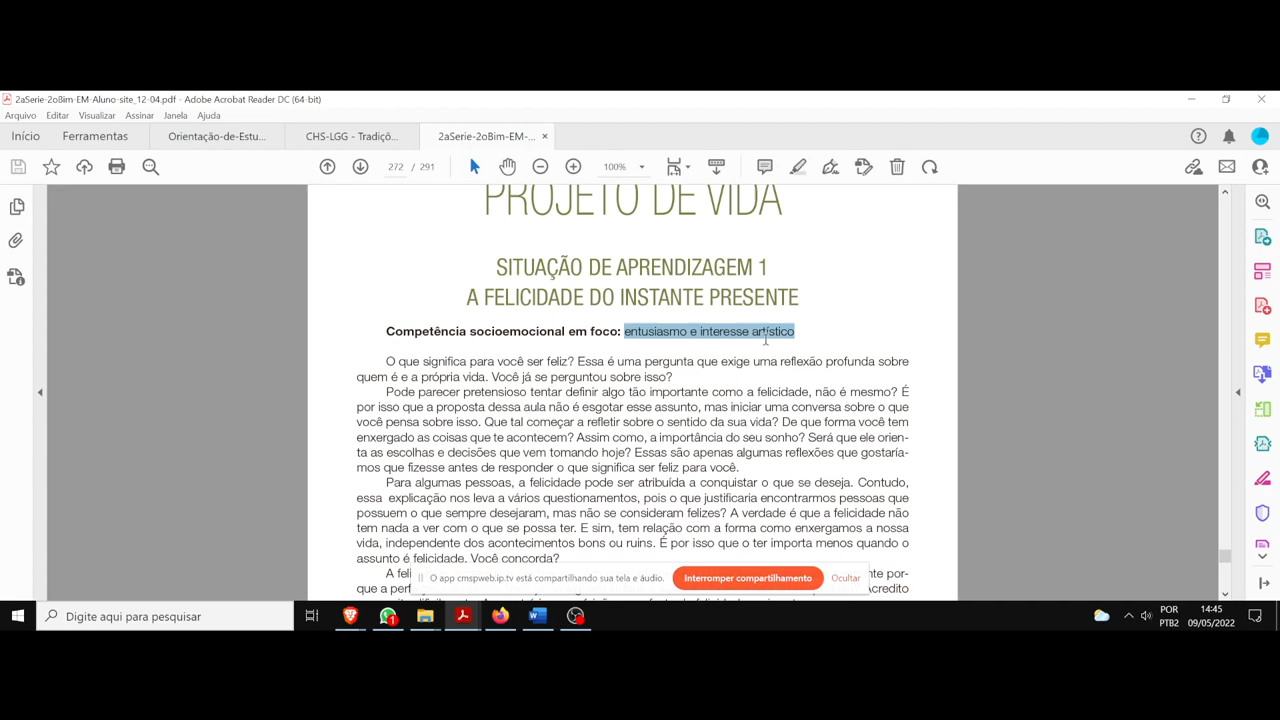 2aSerie-2oBim-EM-Aluno-site_12-04.pdf - Adobe Acrobat Reader DC (64-bit)
Arquivo Editar Visualizar Assinar Janela Ajuda
Início Ferramentas Orientação-de-Estu... CHS-LGG - Tradiçõ... 2aSerie-2oBim-EM-... ×
272 / 291 100%
PROJETO DE VIDA
SITUAÇÃO DE APRENDIZAGEM 1
A FELICIDADE DO INSTANTE PRESENTE
Competência socioemocional em foco: entusiasmo e interesse artístico
O que significa para você ser feliz? Essa é uma pergunta que exige uma reflexão profunda sobre
quem é e a própria vida. Você já se perguntou sobre isso?
Pode parecer pretensioso tentar definir algo tão importante como a felicidade, não é mesmo? É
por isso que a proposta dessa aula não é esgotar esse assunto, mas iniciar uma conversa sobre o que
você pensa sobre isso. Que tal começar a refletir sobre o sentido da sua vida? De que forma você tem
enxergado as coisas que te acontecem? Assim como, a importância do seu sonho? Será que ele orien-
ta as escolhas e decisões que vem tomando hoje? Essas são apenas algumas reflexões que gostaría-
mos que fizesse antes de responder o que significa ser feliz para você.
Para algumas pessoas, a felicidade pode ser atribuída a conquistar o que se deseja. Contudo,
essa explicação nos leva a vários questionamentos, pois o que justificaria encontrarmos pessoas que
possuem o que sempre desejaram, mas não se consideram felizes? A verdade é que a felicidade não
tem nada a ver com o que se possa ter. E sim, tem relação com a forma como enxergamos a nossa
vida, independente dos acontecimentos bons ou ruins. É por isso que o ter importa menos quando o
assunto é felicidade. Você concorda?
A feli
nte por-
que a perf
Acredito
O app cmspweb.ip.tv está compartilhando sua tela e áudio. Interromper compartilhamento Ocultar
Digite aqui para pesquisar
1
POR
PTB2
14:45
09/05/2022